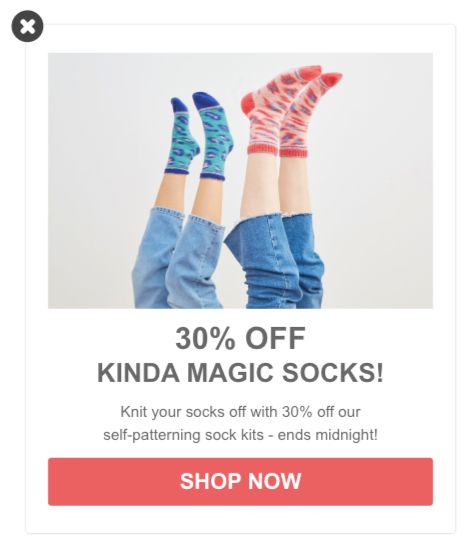 30% OFF
KINDA MAGIC SOCKS!
Knit your socks off with 30% off our
self-patterning sock kits - ends midnight!
SHOP NOW